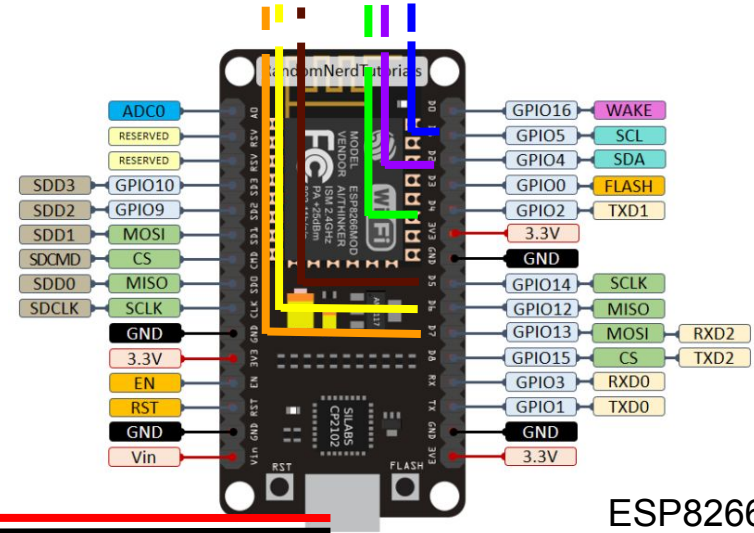 RandomNerdTutorials
ADC0
RESERVED
RESERVED
SDD3 GPIO10
SDD2 GPIO9
SDD1 MOSI
SDCMD CS
SDD0 MISO
SDCLK SCLK
GND
3.3V
EN
RST
GND
Vin
A0
RSV
RSV
SD3
SD2
SD1
CMD
SD0
CLK
GND
3V3
EN
RST
GND
Vin
MODEL ESP8266MOD
VENDOR AI/THINKER
ISM 2.4GHz
PA +25dBm
FC
Wi Fi
SILABS
CP2102
RST
FLASH
D0
D2
D3
D4
3V3
GND
D5
D6
D7
D8
RX
TX
GND
3V3
GPIO16 WAKE
GPIO5 SCL
GPIO4 SDA
GPIO0 FLASH
GPIO2 TXD1
3.3V
GND
GPIO14 SCLK
GPIO12 MISO
GPIO13 MOSI RXD2
GPIO15 CS TXD2
GPIO3 RXD0
GPIO1 TXD0
GND
3.3V
ESP8266